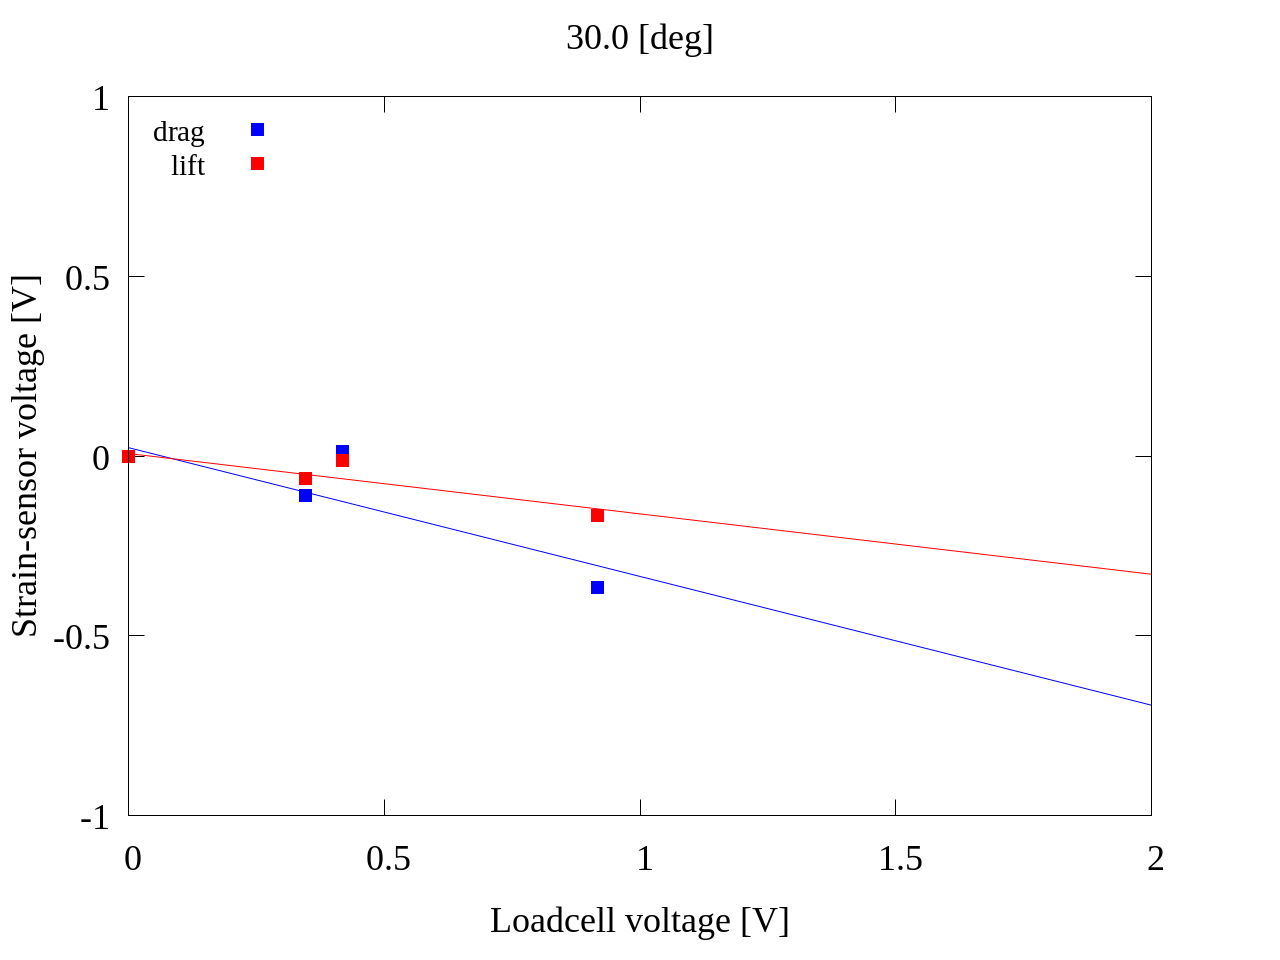 30.0 [deg]
drag
lift
Strain-sensor voltage [V]
1
0.5
0
-0.5
-1
0 0.5 1 1.5 2
Loadcell voltage [V]